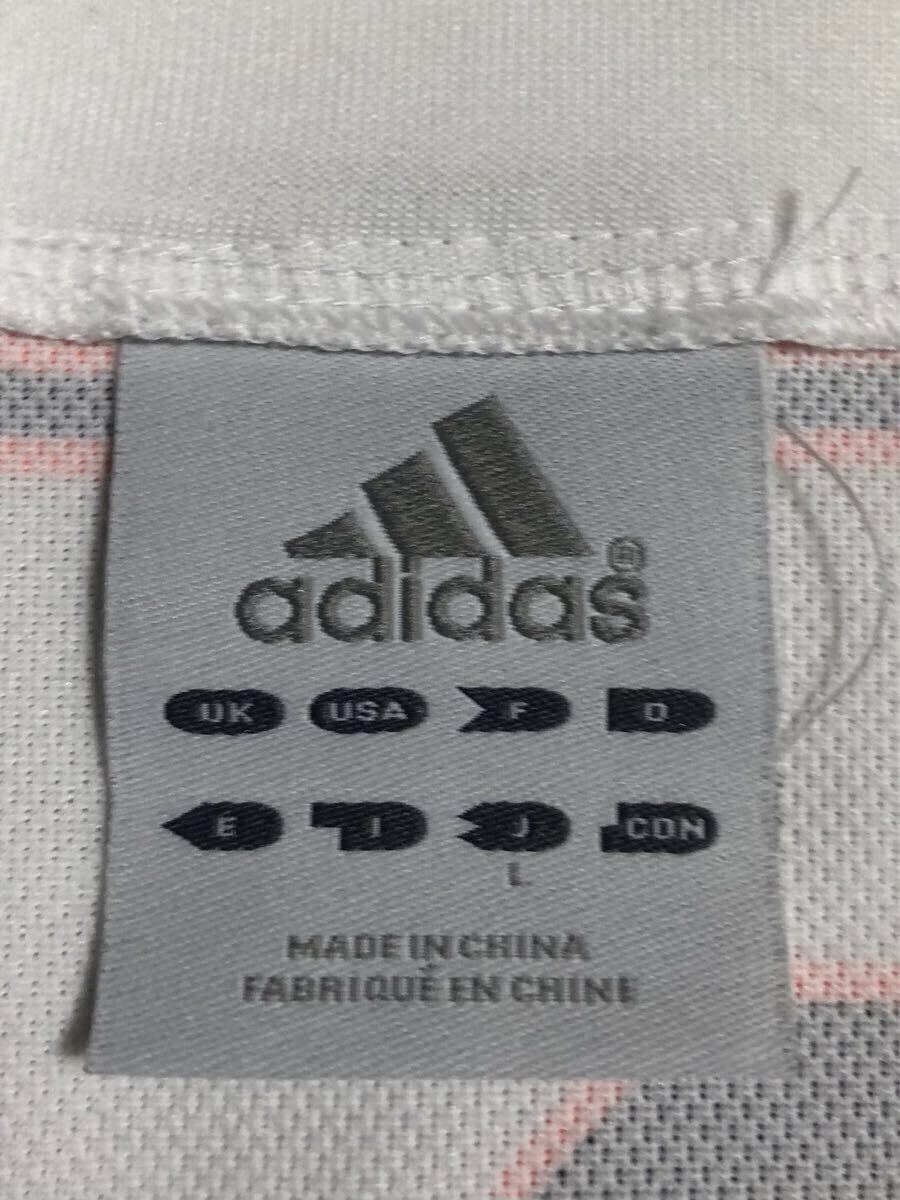 adidas®
UK USA F D
E I J CDN
L
MADE IN CHINA
FABRIQUÉ EN CHINE